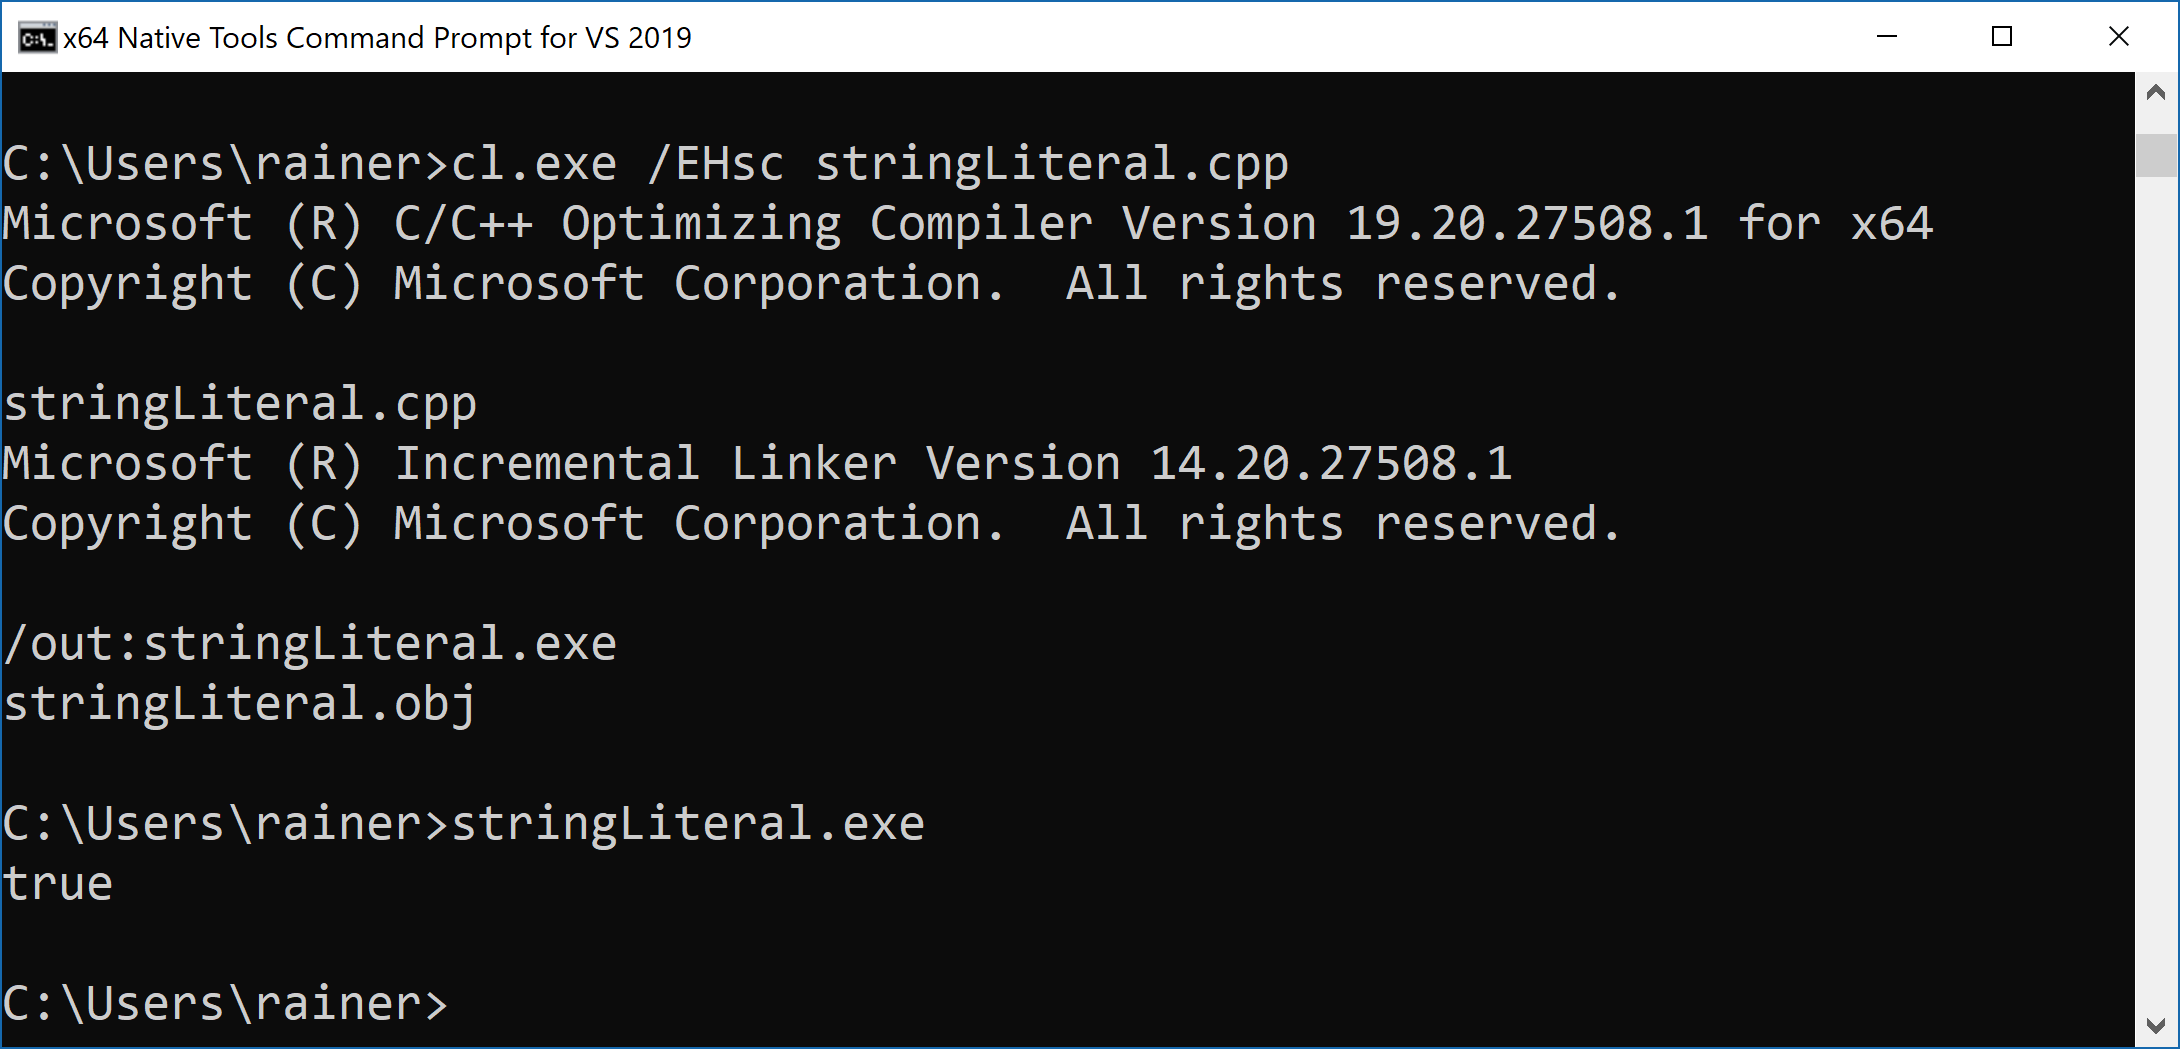 C:\. x64 Native Tools Command Prompt for VS 2019
C:\Users\rainer>cl.exe /EHsc stringLiteral.cpp
Microsoft (R) C/C++ Optimizing Compiler Version 19.20.27508.1 for x64
Copyright (C) Microsoft Corporation.  All rights reserved.
stringLiteral.cpp
Microsoft (R) Incremental Linker Version 14.20.27508.1
Copyright (C) Microsoft Corporation.  All rights reserved.
/out:stringLiteral.exe
stringLiteral.obj
C:\Users\rainer>stringLiteral.exe
true
C:\Users\rainer>